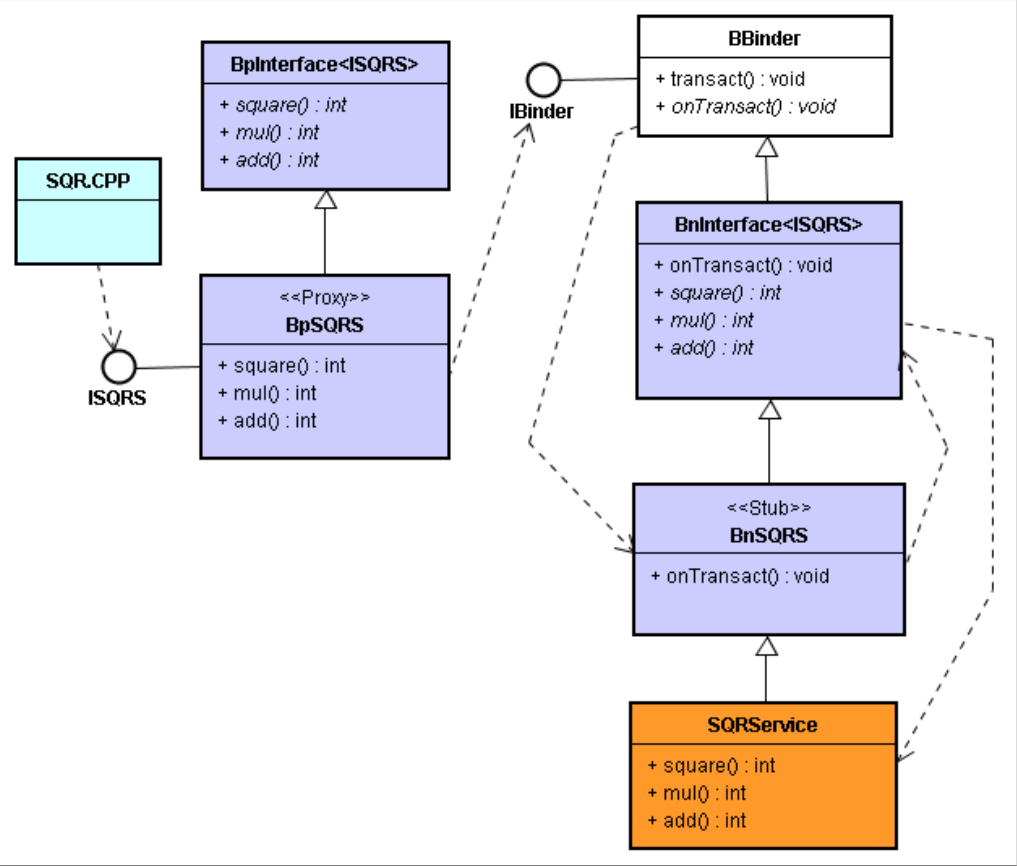 BpInterface<ISQRS>
+ square() : int
+ mul() : int
+ add() : int
SQR.CPP
<<Proxy>>
BpSQRS
+ square() : int
+ mul() : int
+ add() : int
ISQRS
IBinder
BBinder
+ transact() : void
+ onTransact() : void
BnInterface<ISQRS>
+ onTransact() : void
+ square() : int
+ mul() : int
+ add() : int
<<Stub>>
BnSQRS
+ onTransact() : void
SQRService
+ square() : int
+ mul() : int
+ add() : int